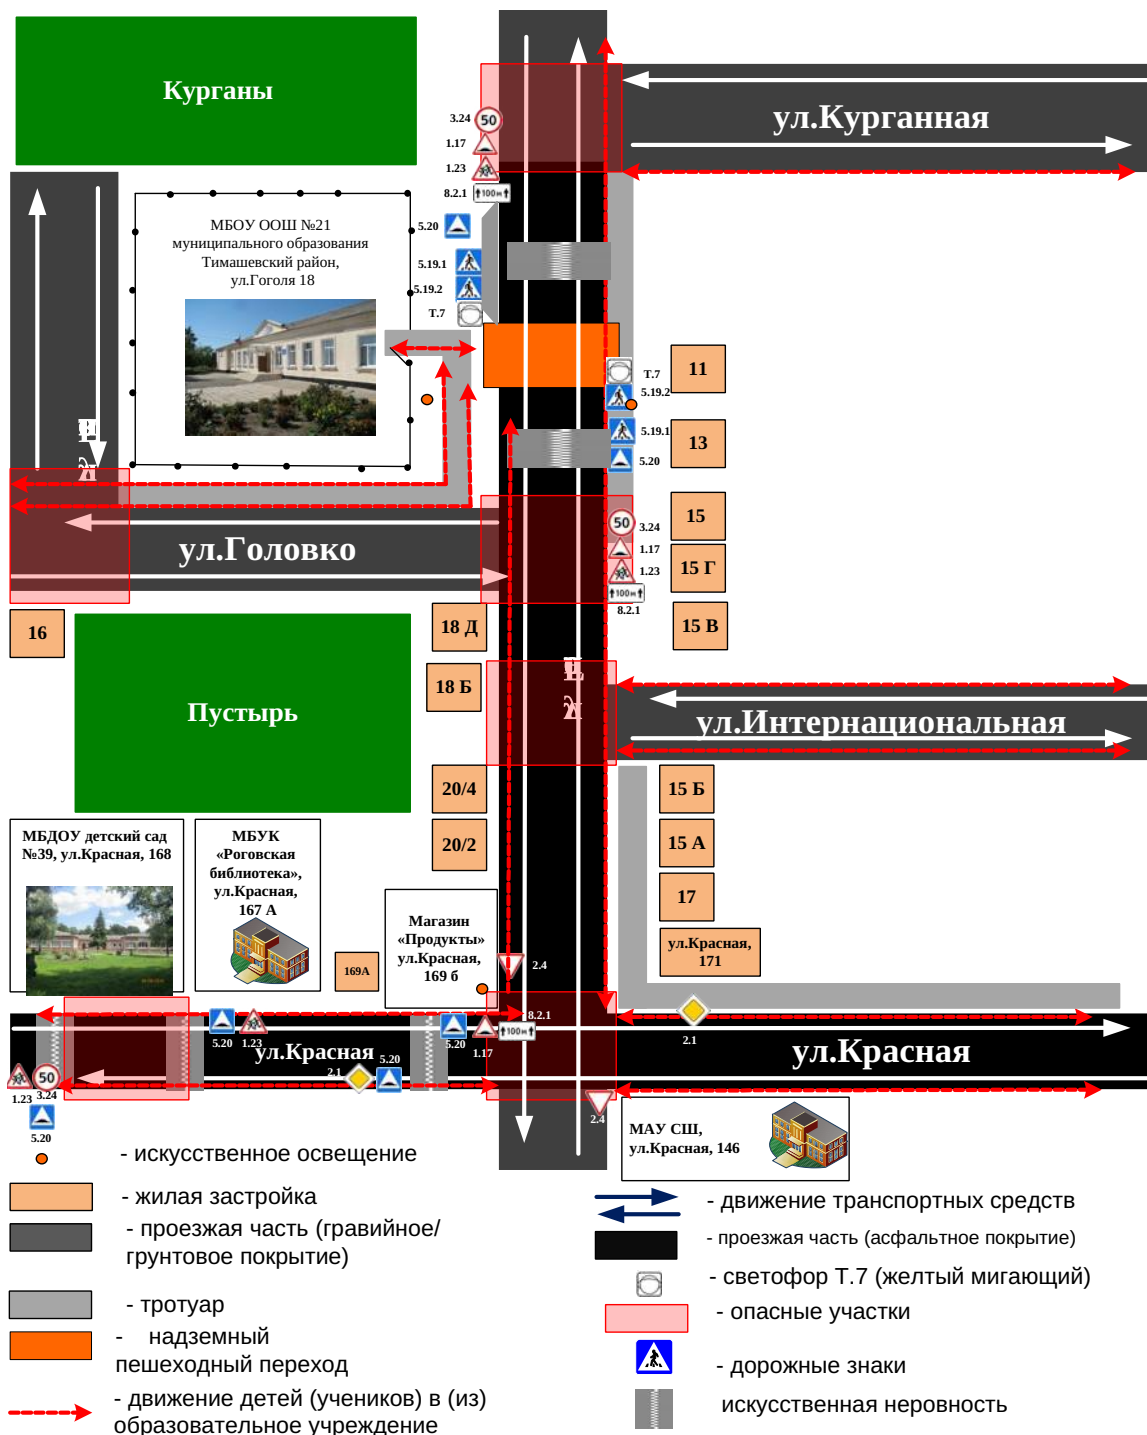 Курганы
ул.Курганная
3.24
50
1.17
1.23
8.2.1
100м
5.20
5.19.1
5.19.2
Т.7
МБОУ ООШ №21
муниципального образования
Тимашевский район,
ул.Гоголя 18
Т.7
5.19.2
5.19.1
5.20
11
13
15
15 Г
15 В
50
3.24
1.17
1.23
100м
8.2.1
ул.Головко
16
18 Д
18 Б
Пустырь
ул.Интернациональная
20/4
20/2
15 Б
15 А
17
ул.Красная,
171
МБДОУ детский сад
№39, ул.Красная, 168
МБУК
«Роговская
библиотека»,
ул.Красная,
167 А
169А
Магазин
«Продукты»
ул.Красная,
169 б
2.4
8.2.1
100м
5.20
1.23
5.20
1.17
2.1
ул.Красная
ул.Красная
2.1
5.20
50
1.23
3.24
5.20
2.4
МАУ СШ,
ул.Красная, 146
- искусственное освещение
- жилая застройка
- проезжая часть (гравийное/
грунтовое покрытие)
- тротуар
- надземный
пешеходный переход
- движение детей (учеников) в (из)
образовательное учреждение
- движение транспортных средств
- проезжая часть (асфальтное покрытие)
- светофор Т.7 (желтый мигающий)
- опасные участки
- дорожные знаки
искусственная неровность